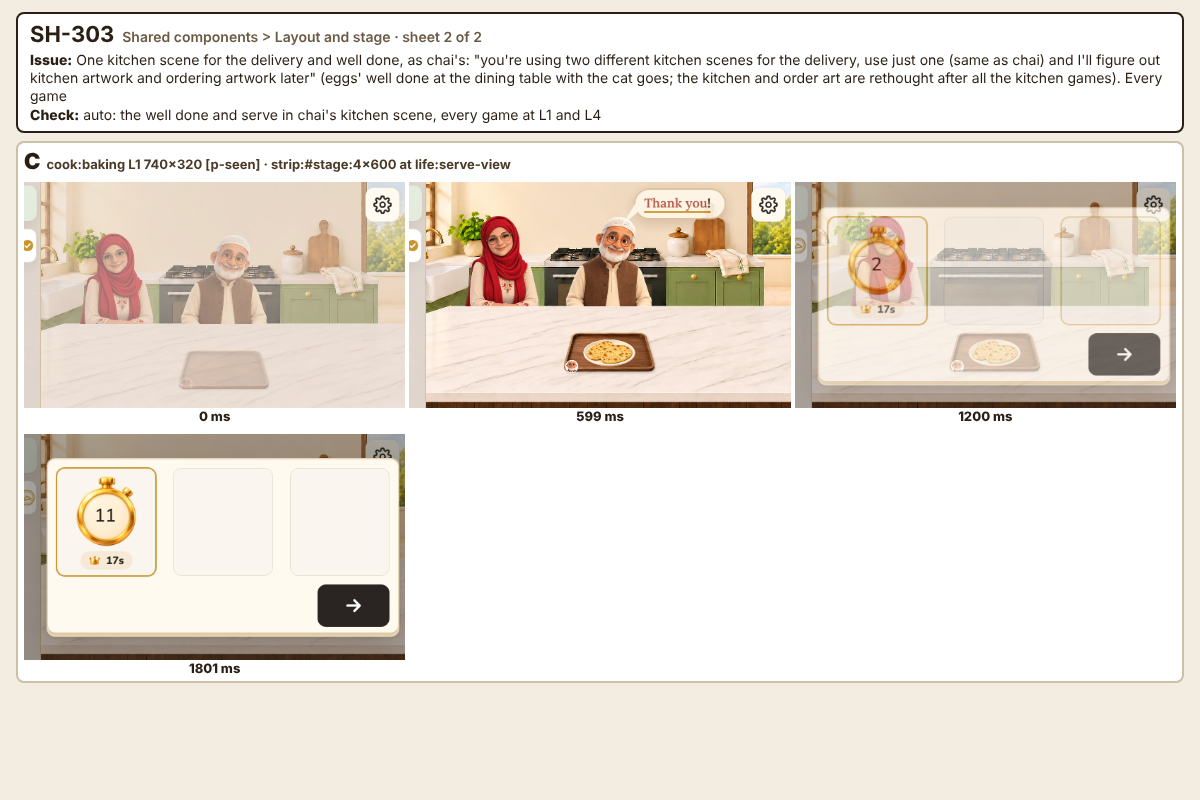 SH-303 Shared components > Layout and stage · sheet 2 of 2
Issue: One kitchen scene for the delivery and well done, as chai's: "you're using two different kitchen scenes for the delivery, use just one (same as chai) and I'll figure out
kitchen artwork and ordering artwork later" (eggs' well done at the dining table with the cat goes; the kitchen and order art are rethought after all the kitchen games). Every
game
Check: auto: the well done and serve in chai's kitchen scene, every game at L1 and L4
C cook:baking L1 740×320 [p-seen] · strip:#stage:4×600 at life:serve-view
Thank you!
2
17s
0 ms
599 ms
1200 ms
11
17s
1801 ms